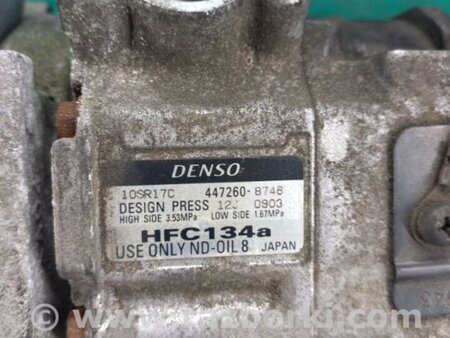 DENSO
10SR17C 447260-8746
DESIGN PRESS 12J 0903
HIGH SIDE 3.53MPa LOW SIDE 1.67MPa
HFC134a
USE ONLY ND-OIL 8 JAPAN